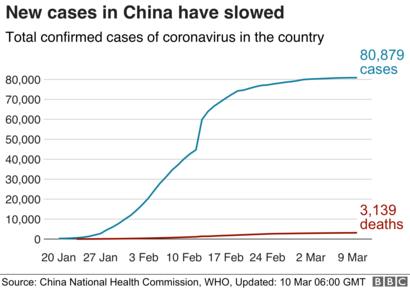 New cases in China have slowed
Total confirmed cases of coronavirus in the country
80,879
cases
80,000
70,000
60,000
50,000
40,000
30,000
20,000
10,000
0
3,139
deaths
20 Jan 27 Jan 3 Feb 10 Feb 17 Feb 24 Feb 2 Mar 9 Mar
Source: China National Health Commission, WHO, Updated: 10 Mar 06:00 GMT BBC